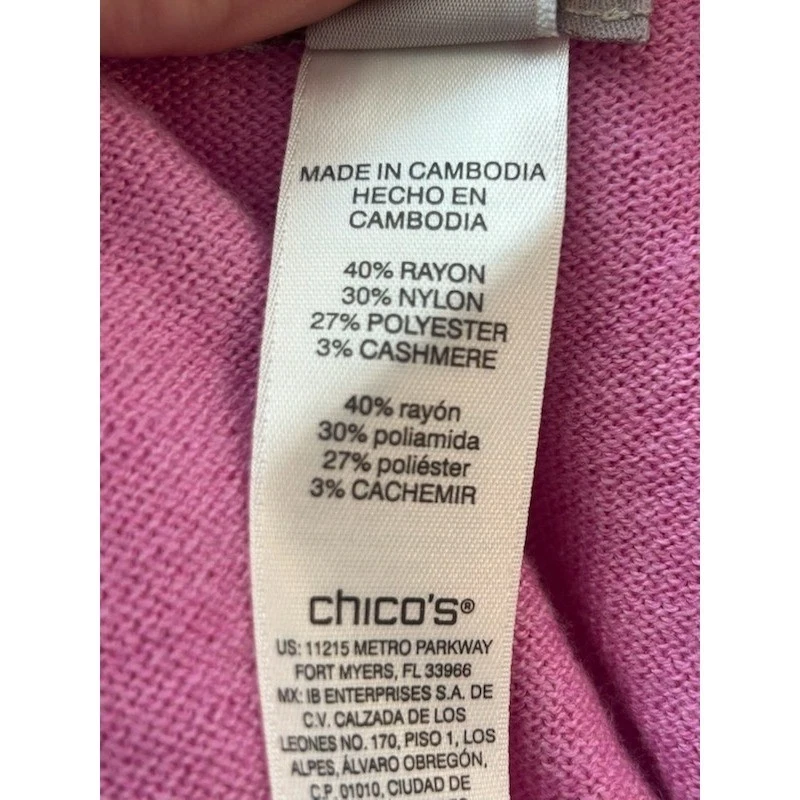 MADE IN CAMBODIA
HECHO EN
CAMBODIA
40% RAYON
30% NYLON
27% POLYESTER
3% CASHMERE
40% rayón
30% poliamida
27% poliéster
3% CACHEMIR
chico's®
US: 11215 METRO PARKWAY
FORT MYERS, FL 33966
MX: IB ENTERPRISES S.A. DE
C.V. CALZADA DE LOS
LEONES NO. 170, PISO 1, LOS
ALPES, ÁLVARO OBREGÓN,
C.P. 01010, CIUDAD DE